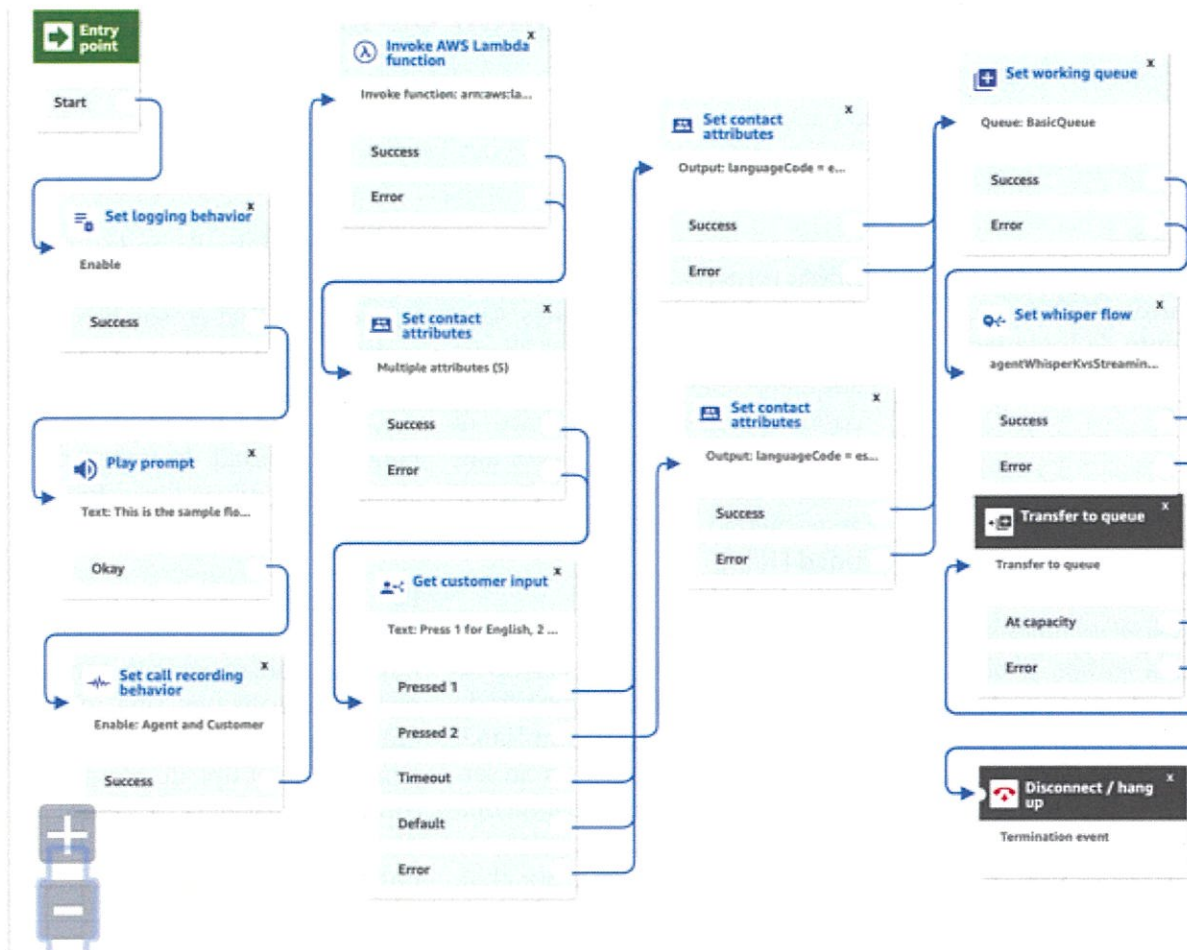 Entry
point
Start
Set logging behavior
x
Enable
Success
Play prompt
x
Text: This is the sample flo...
Okay
Set call recording
behavior
x
Enable: Agent and Customer
Success
Invoke AWS Lambda
function
x
Invoke function: arn:aws:la...
Success
Error
Set contact
attributes
x
Multiple attributes (5)
Success
Error
Get customer input
x
Text: Press 1 for English, 2 ...
Pressed 1
Pressed 2
Timeout
Default
Error
Set contact
attributes
x
Output: languageCode = e...
Success
Error
Set contact
attributes
x
Output: languageCode = es...
Success
Error
Set working queue
x
Queue: BasicQueue
Success
Error
Set whisper flow
x
agentWhisperKvsStreamin...
Success
Error
Transfer to queue
x
Transfer to queue
At capacity
Error
Disconnect / hang
up
x
Termination event